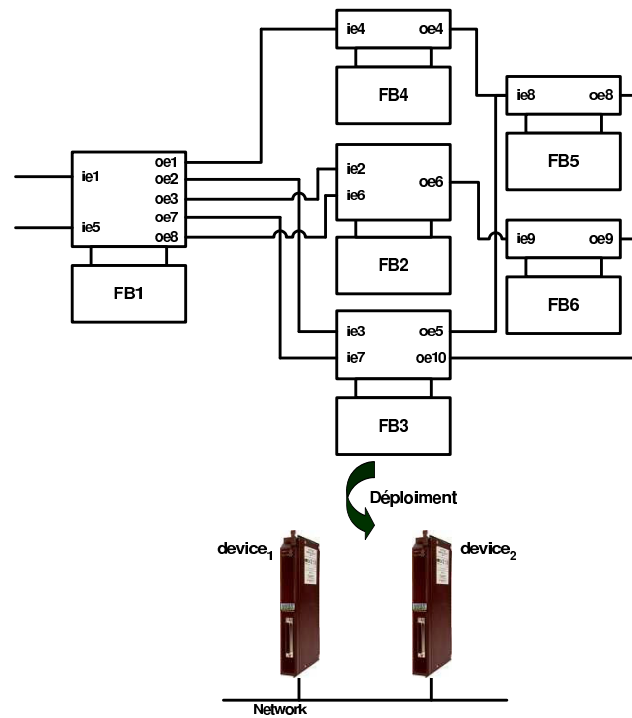 ie4 oe4
FB4
ie8 oe8
FB5
ie1
ie5
oe1
oe2
oe3
oe7
oe8
FB1
ie2
ie6
oe6
FB2
ie9 oe9
FB6
ie3 oe5
ie7 oe10
FB3
Déploiment
device1
device2
Network